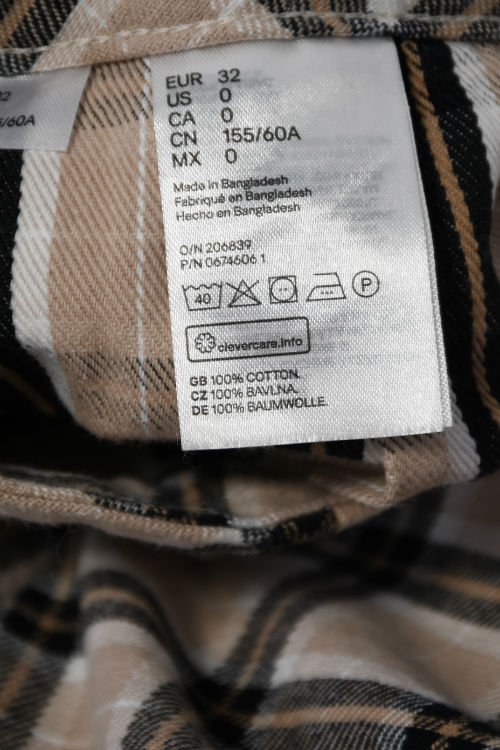 EUR 32
US 0
CA 0
CN 155/60A
MX 0
Made in Bangladesh
Fabriqué en Bangladesh
Hecho en Bangladesh
O/N 206839
P/N 0674606 1
40 P
clevercare.info
GB 100% COTTON.
CZ 100% BAVLNA.
DE 100% BAUMWOLLE.
/60A